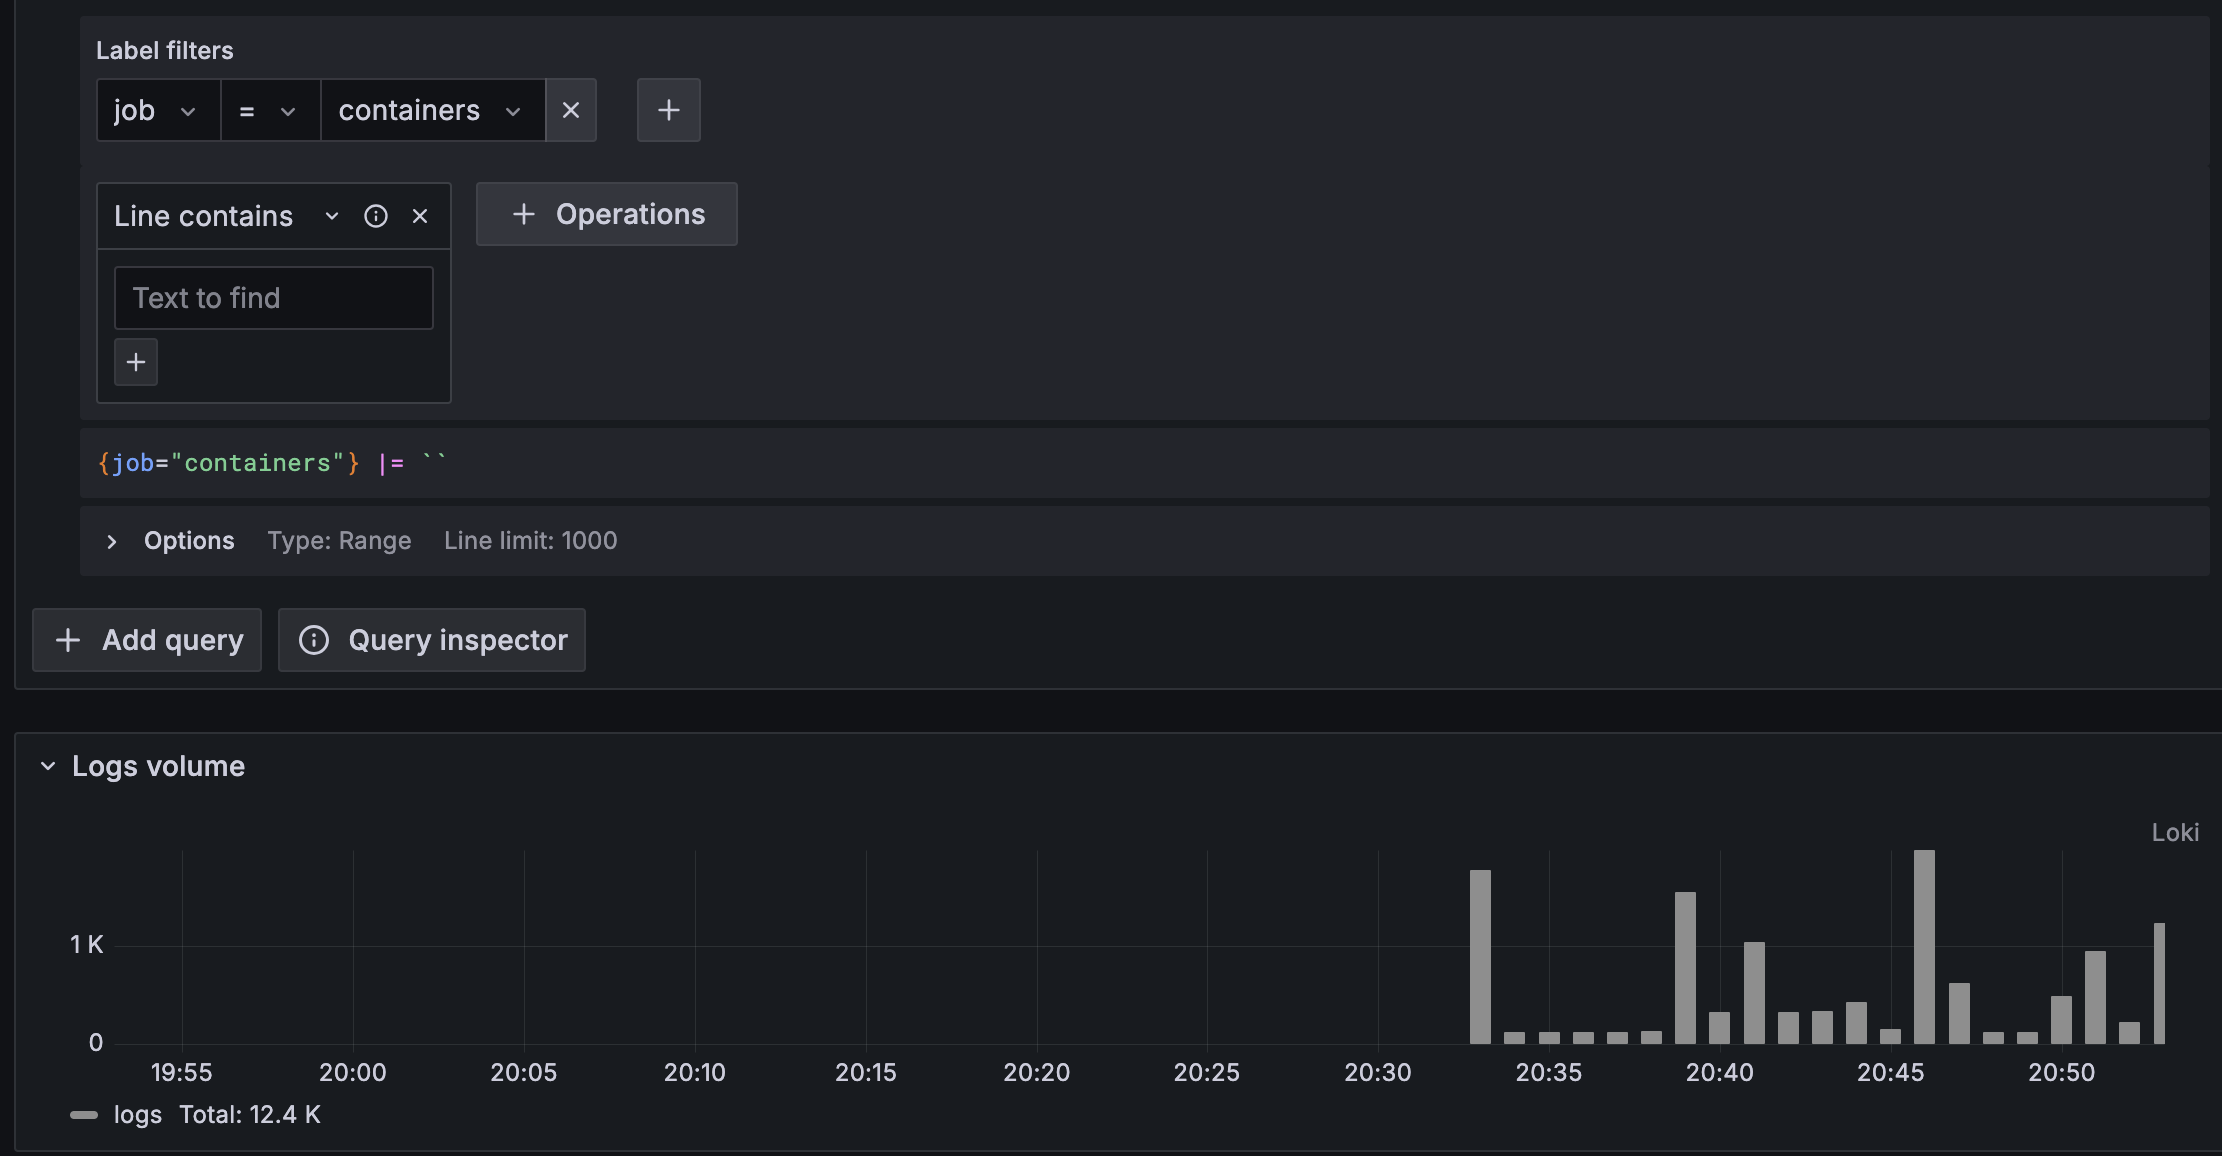 Label filters
job = containers
Line contains Operations
Text to find
{job="containers"} |= ``
Options Type: Range Line limit: 1000
Add query Query inspector
Logs volume
Loki
1 K
0
19:55 20:00 20:05 20:10 20:15 20:20 20:25 20:30 20:35 20:40 20:45 20:50
logs Total: 12.4 K